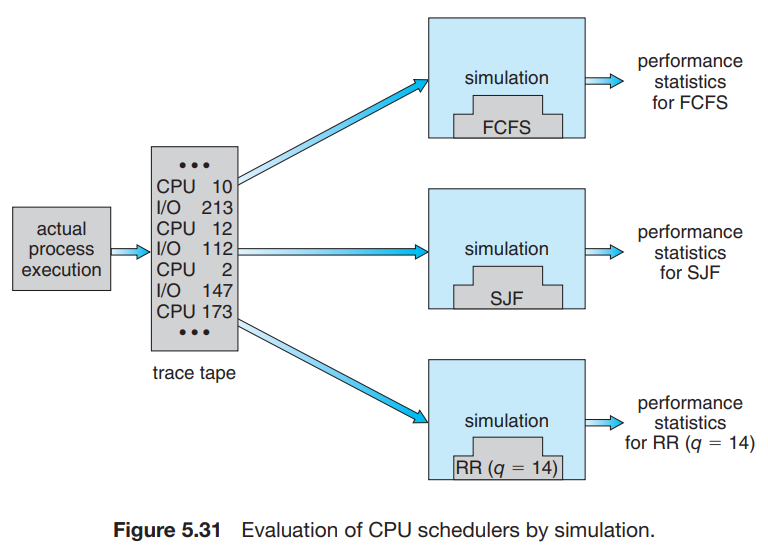 actual
process
execution
• • •
CPU 10
I/O 213
CPU 12
I/O 112
CPU 2
I/O 147
CPU 173
• • •
trace tape
simulation
FCFS
performance
statistics
for FCFS
simulation
SJF
performance
statistics
for SJF
simulation
RR (q = 14)
performance
statistics
for RR (q = 14)
Figure 5.31 Evaluation of CPU schedulers by simulation.